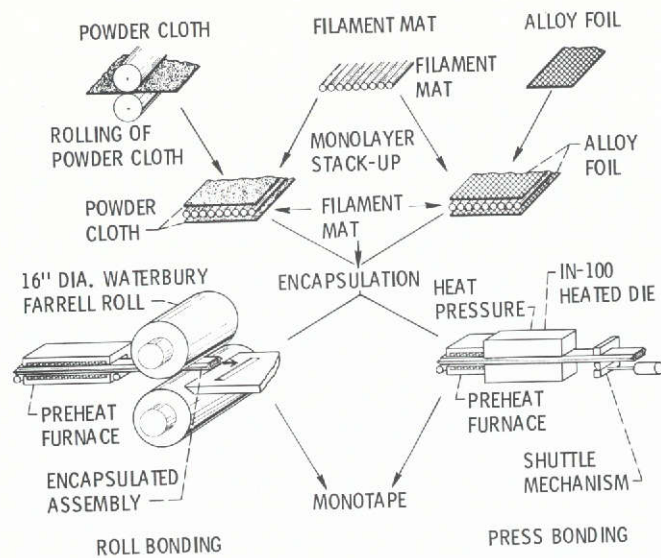 POWDER CLOTH
FILAMENT MAT
ALLOY FOIL
FILAMENT
MAT
ROLLING OF
POWDER CLOTH
MONOLAYER
STACK-UP
ALLOY
FOIL
POWDER
CLOTH
FILAMENT
MAT
16" DIA. WATERBURY
FARRELL ROLL
ENCAPSULATION
HEAT
PRESSURE
IN-100
HEATED DIE
PREHEAT
FURNACE
PREHEAT
FURNACE
ENCAPSULATED
ASSEMBLY
SHUTTLE
MECHANISM
MONOTAPE
ROLL BONDING
PRESS BONDING